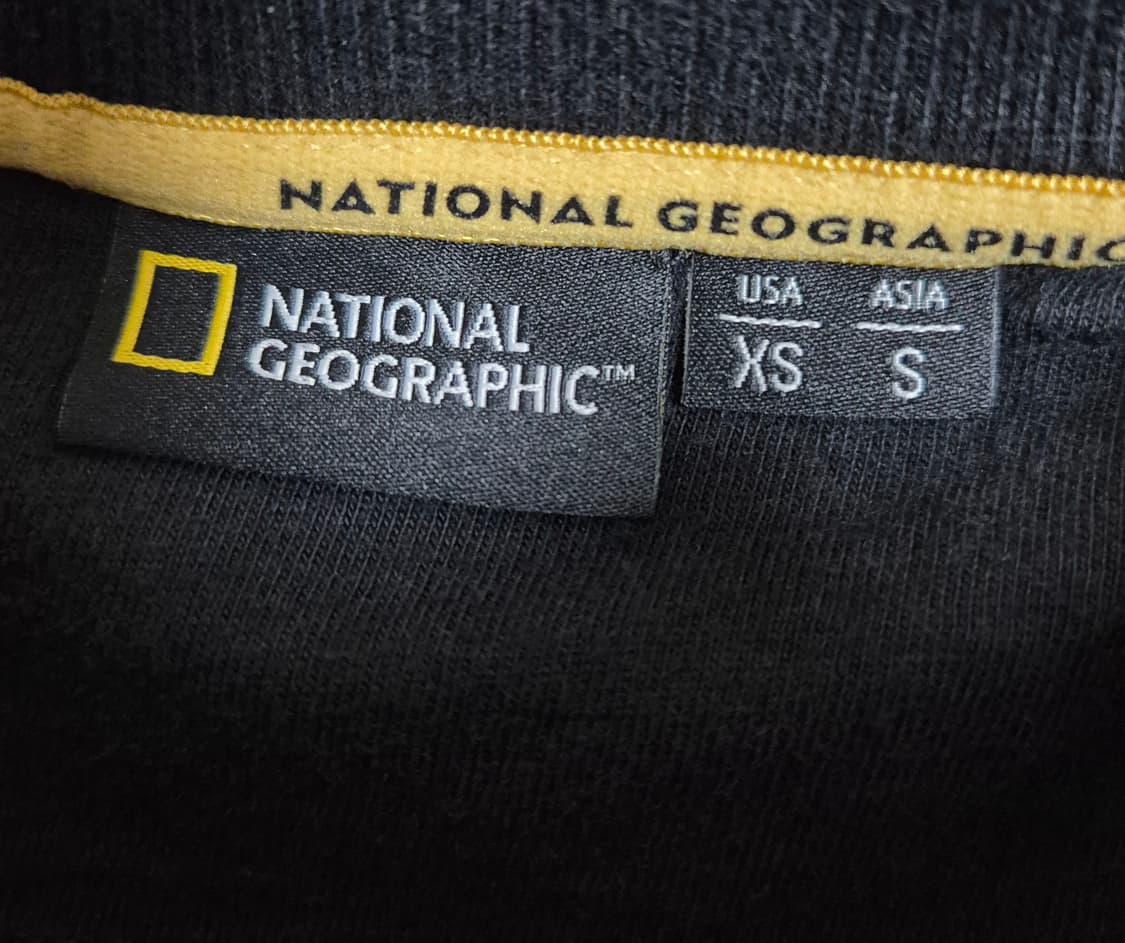 NATIONAL GEOGRAPHIC
NATIONAL
GEOGRAPHIC™
USA ASIA
XS S